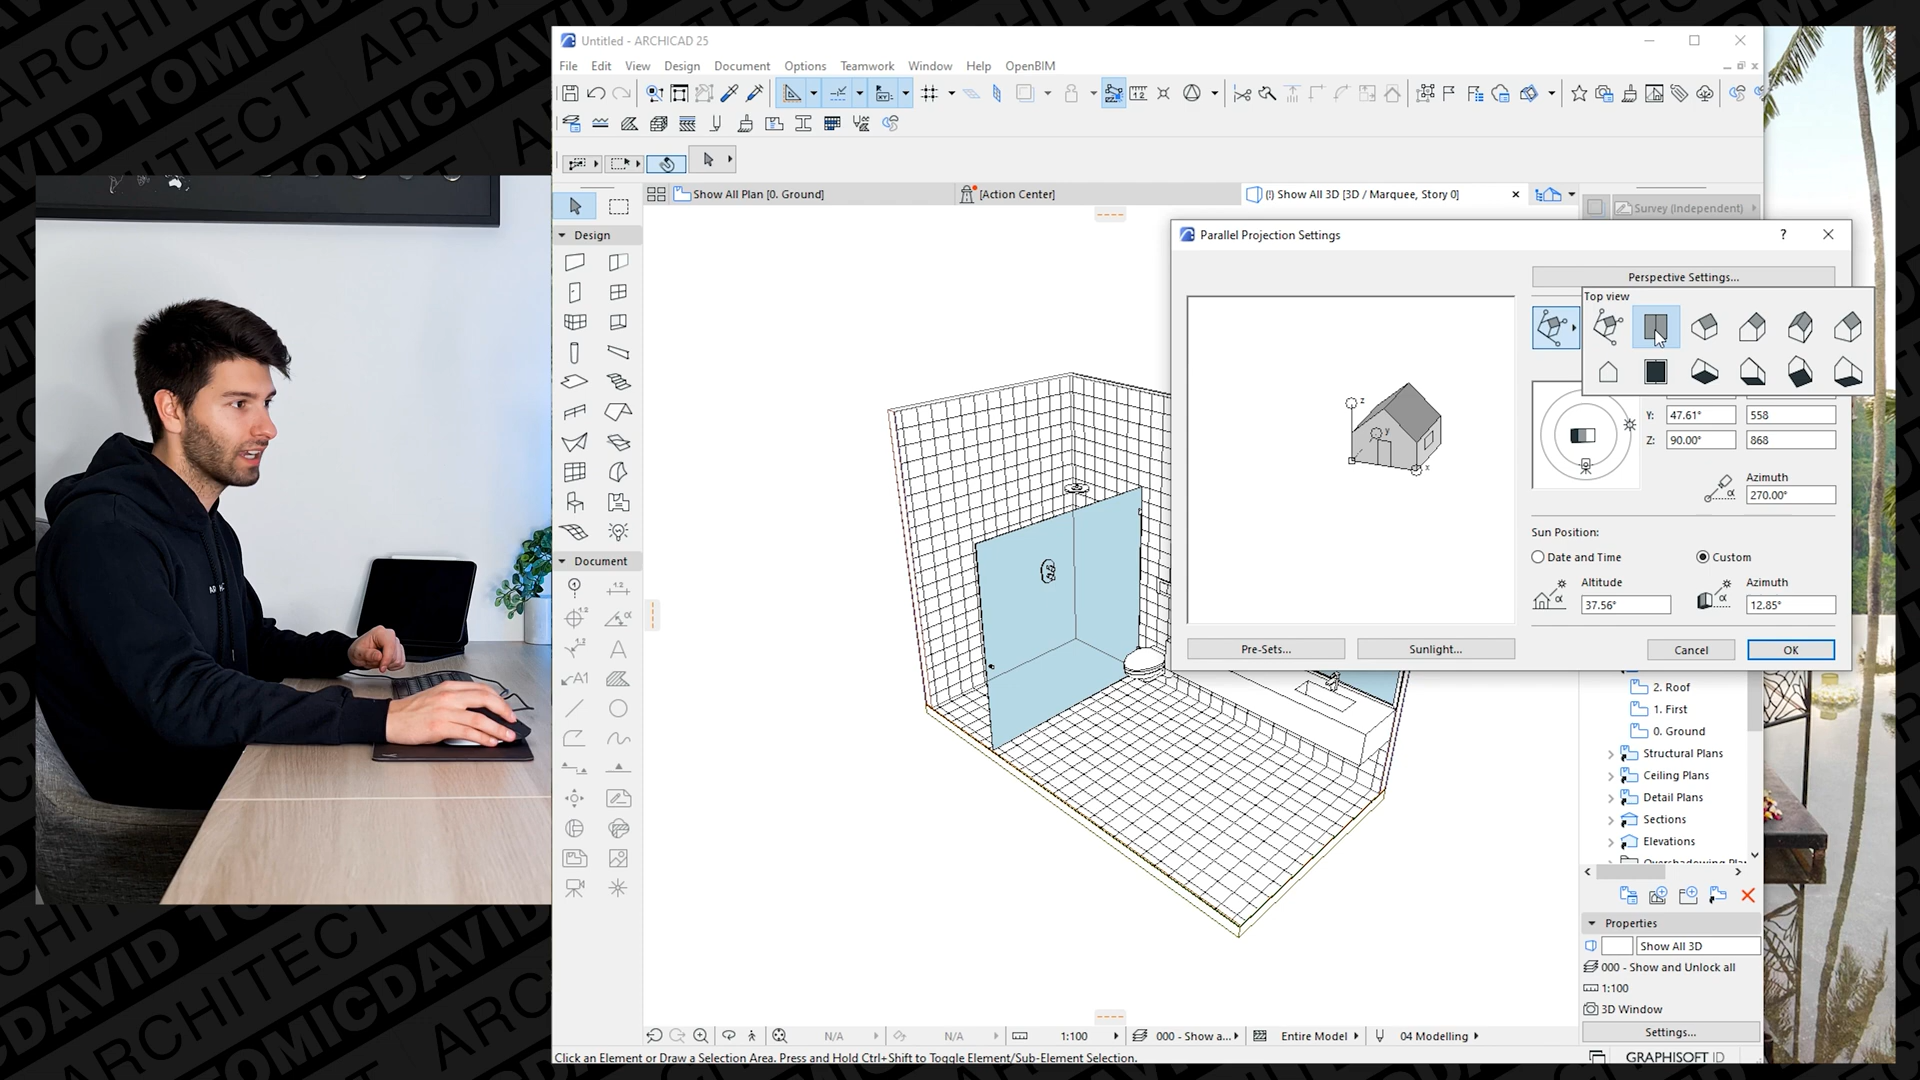 Untitled - ARCHICAD 25
File Edit View Design Document Options Teamwork Window Help OpenBIM
Show All Plan [0. Ground]
[Action Center]
(!) Show All 3D [3D / Marquee, Story 0]
Survey (Independent)
Design
Document
Parallel Projection Settings
?
Perspective Settings...
Top view
z
y
x
Y: 47.61° 558
Z: 90.00° 868
Azimuth
270.00°
Sun Position:
Date and Time
Custom
Altitude
37.56°
Azimuth
12.85°
Pre-Sets...
Sunlight...
Cancel
OK
2. Roof
1. First
0. Ground
Structural Plans
Ceiling Plans
Detail Plans
Sections
Elevations
Properties
Show All 3D
000 - Show and Unlock all
1:100
3D Window
Settings...
N/A
N/A
1:100
000 - Show a...
Entire Model
04 Modelling
Click an Element or Draw a Selection Area. Press and Hold Ctrl+Shift to Toggle Element/Sub-Element Selection.
GRAPHISOFT ID
ARCHITECT
DAVID TOMIC